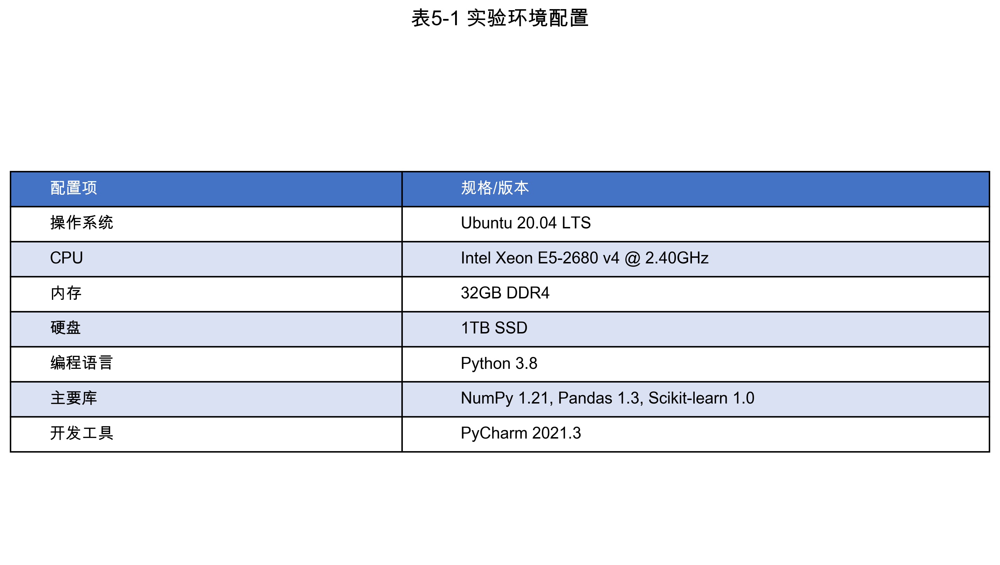 表5-1 实验环境配置
配置项 规格/版本
操作系统 Ubuntu 20.04 LTS
CPU Intel Xeon E5-2680 v4 @ 2.40GHz
内存 32GB DDR4
硬盘 1TB SSD
编程语言 Python 3.8
主要库 NumPy 1.21, Pandas 1.3, Scikit-learn 1.0
开发工具 PyCharm 2021.3